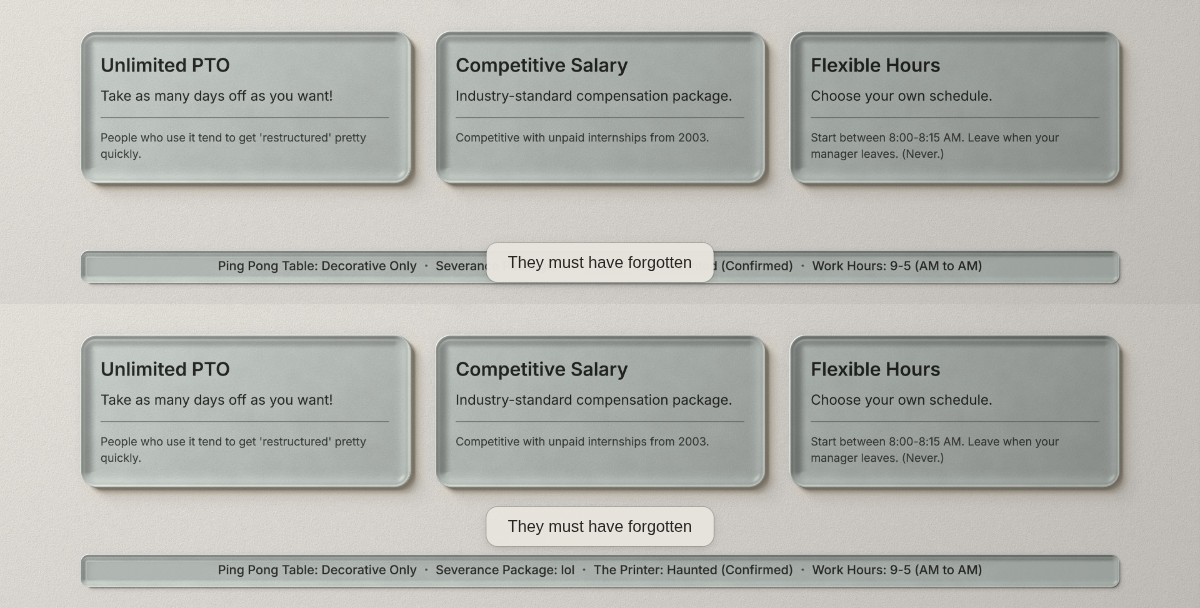 Unlimited PTO
Take as many days off as you want!
People who use it tend to get 'restructured' pretty
quickly.
Competitive Salary
Industry-standard compensation package.
Competitive with unpaid internships from 2003.
Flexible Hours
Choose your own schedule.
Start between 8:00-8:15 AM. Leave when your
manager leaves. (Never.)
Ping Pong Table: Decorative Only · (Confirmed) · Work Hours: 9-5 (AM to AM)
They must have forgotten
Unlimited PTO
Take as many days off as you want!
People who use it tend to get 'restructured' pretty
quickly.
Competitive Salary
Industry-standard compensation package.
Competitive with unpaid internships from 2003.
Flexible Hours
Choose your own schedule.
Start between 8:00-8:15 AM. Leave when your
manager leaves. (Never.)
They must have forgotten
Ping Pong Table: Decorative Only · Severance Package: lol · The Printer: Haunted (Confirmed) · Work Hours: 9-5 (AM to AM)